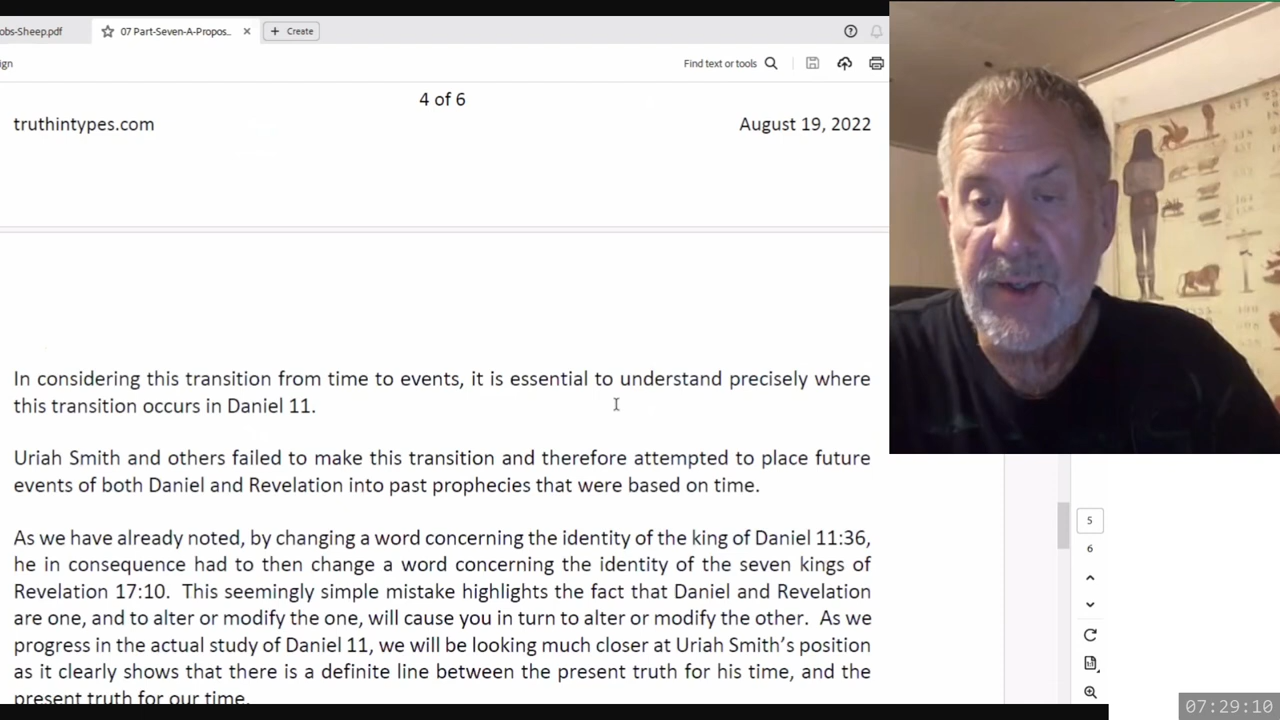 obs-Sheep.pdf
07 Part-Seven-A-Propos...
Create
gn
Find text or tools
4 of 6
truthintypes.com
August 19, 2022
In considering this transition from time to events, it is essential to understand precisely where
this transition occurs in Daniel 11.
Uriah Smith and others failed to make this transition and therefore attempted to place future
events of both Daniel and Revelation into past prophecies that were based on time.
As we have already noted, by changing a word concerning the identity of the king of Daniel 11:36,
he in consequence had to then change a word concerning the identity of the seven kings of
Revelation 17:10. This seemingly simple mistake highlights the fact that Daniel and Revelation
are one, and to alter or modify the one, will cause you in turn to alter or modify the other. As we
progress in the actual study of Daniel 11, we will be looking much closer at Uriah Smith's position
as it clearly shows that there is a definite line between the present truth for his time, and the
present truth for our time.
5
6
677
07:29:10